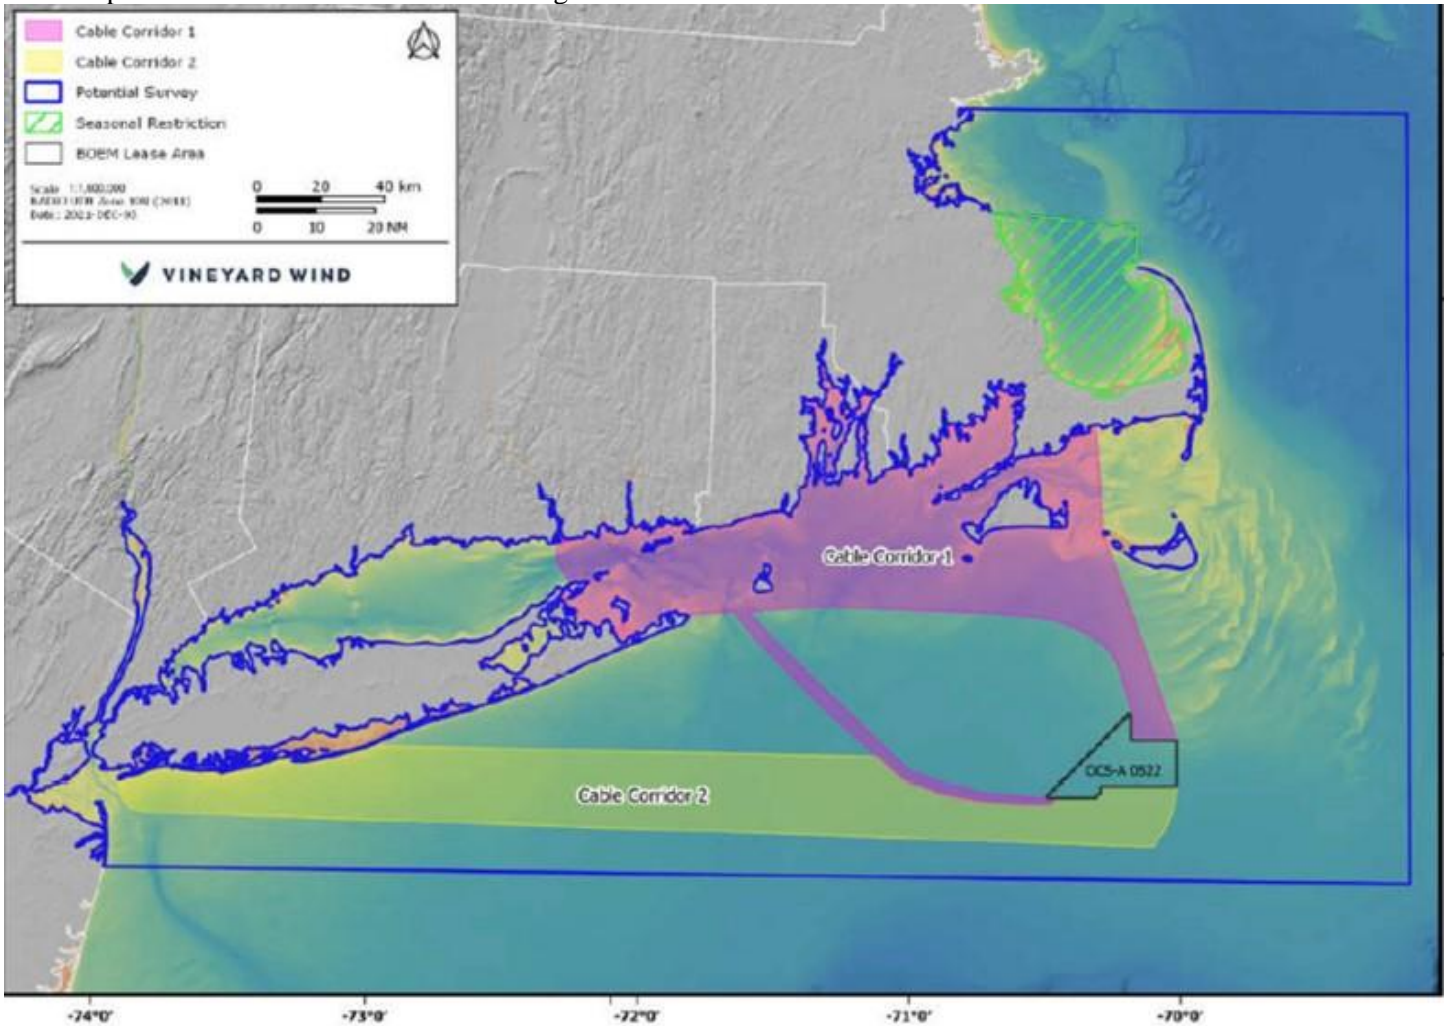 Cable Corridor 1
Cable Corridor 2
Potential Survey
Seasonal Restriction
BOEM Lease Area
0 20 40 km
0 10 20 NM
VINEYARD WIND
Cable Corridor 1
OCS-A 0522
Cable Corridor 2
-74°0' -73°0' -72°0' -71°0' -70°0'